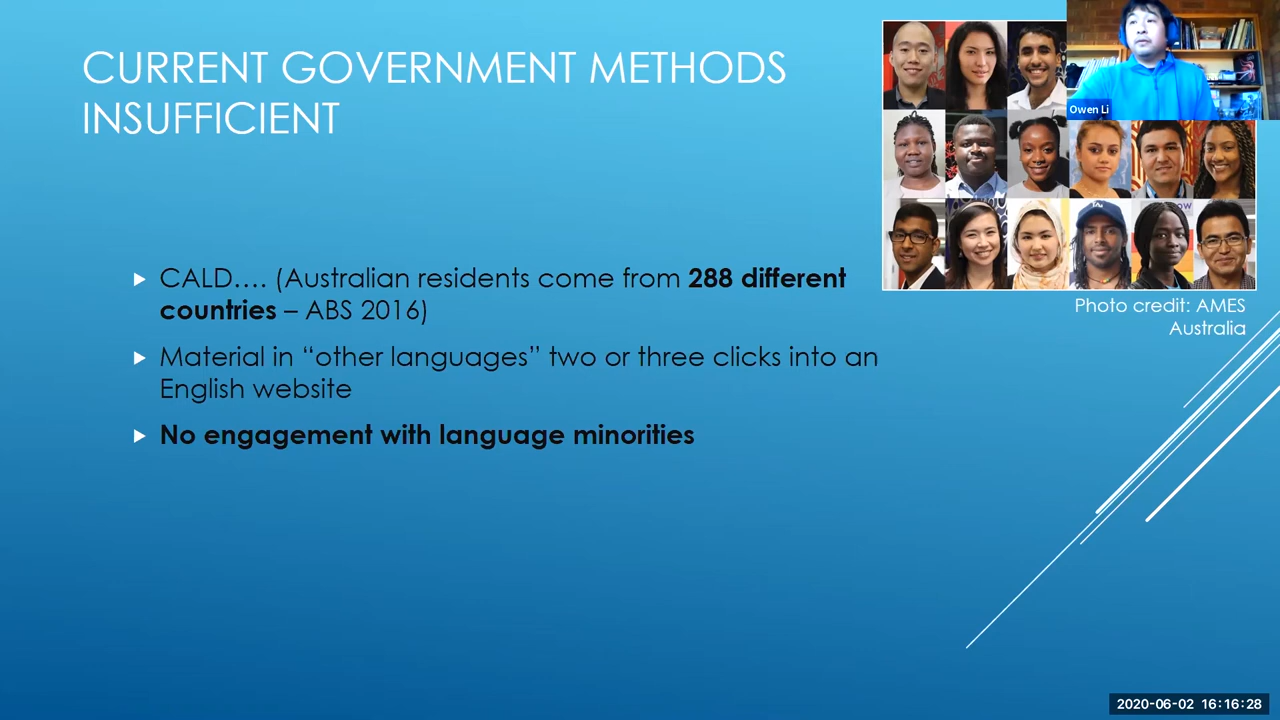 CURRENT GOVERNMENT METHODS
INSUFFICIENT
Owen Li
CALD…. (Australian residents come from 288 different
countries – ABS 2016)
Material in “other languages” two or three clicks into an
English website
No engagement with language minorities
Photo credit: AMES
Australia
2020-06-02 16:16:28